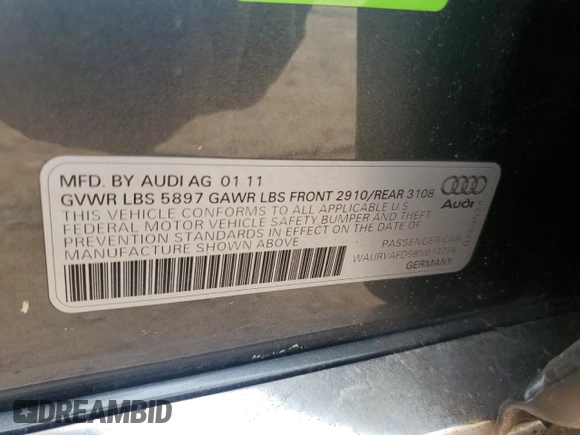 MFD. BY AUDI AG 01 11
GVWR LBS 5897 GAWR LBS FRONT 2910/REAR 3108
THIS VEHICLE CONFORMS TO ALL APPLICABLE U.S.
FEDERAL MOTOR VEHICLE SAFETY, BUMPER AND THEFT
PREVENTION STANDARDS IN EFFECT ON THE DATE OF
MANUFACTURE SHOWN ABOVE
Audi
PASSENGER CAR
GERMANY
DREAMBID